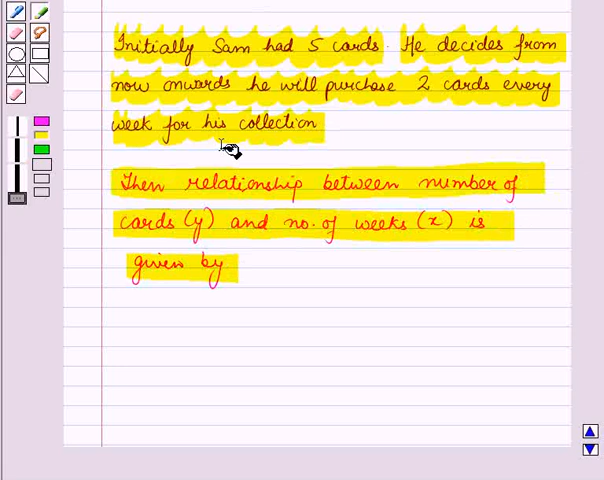 Initially Sam had 5 cards. He decides from
now onwards he will purchase 2 cards every
week for his collection
Then relationship between number of
cards (y) and no. of weeks (x) is
given by